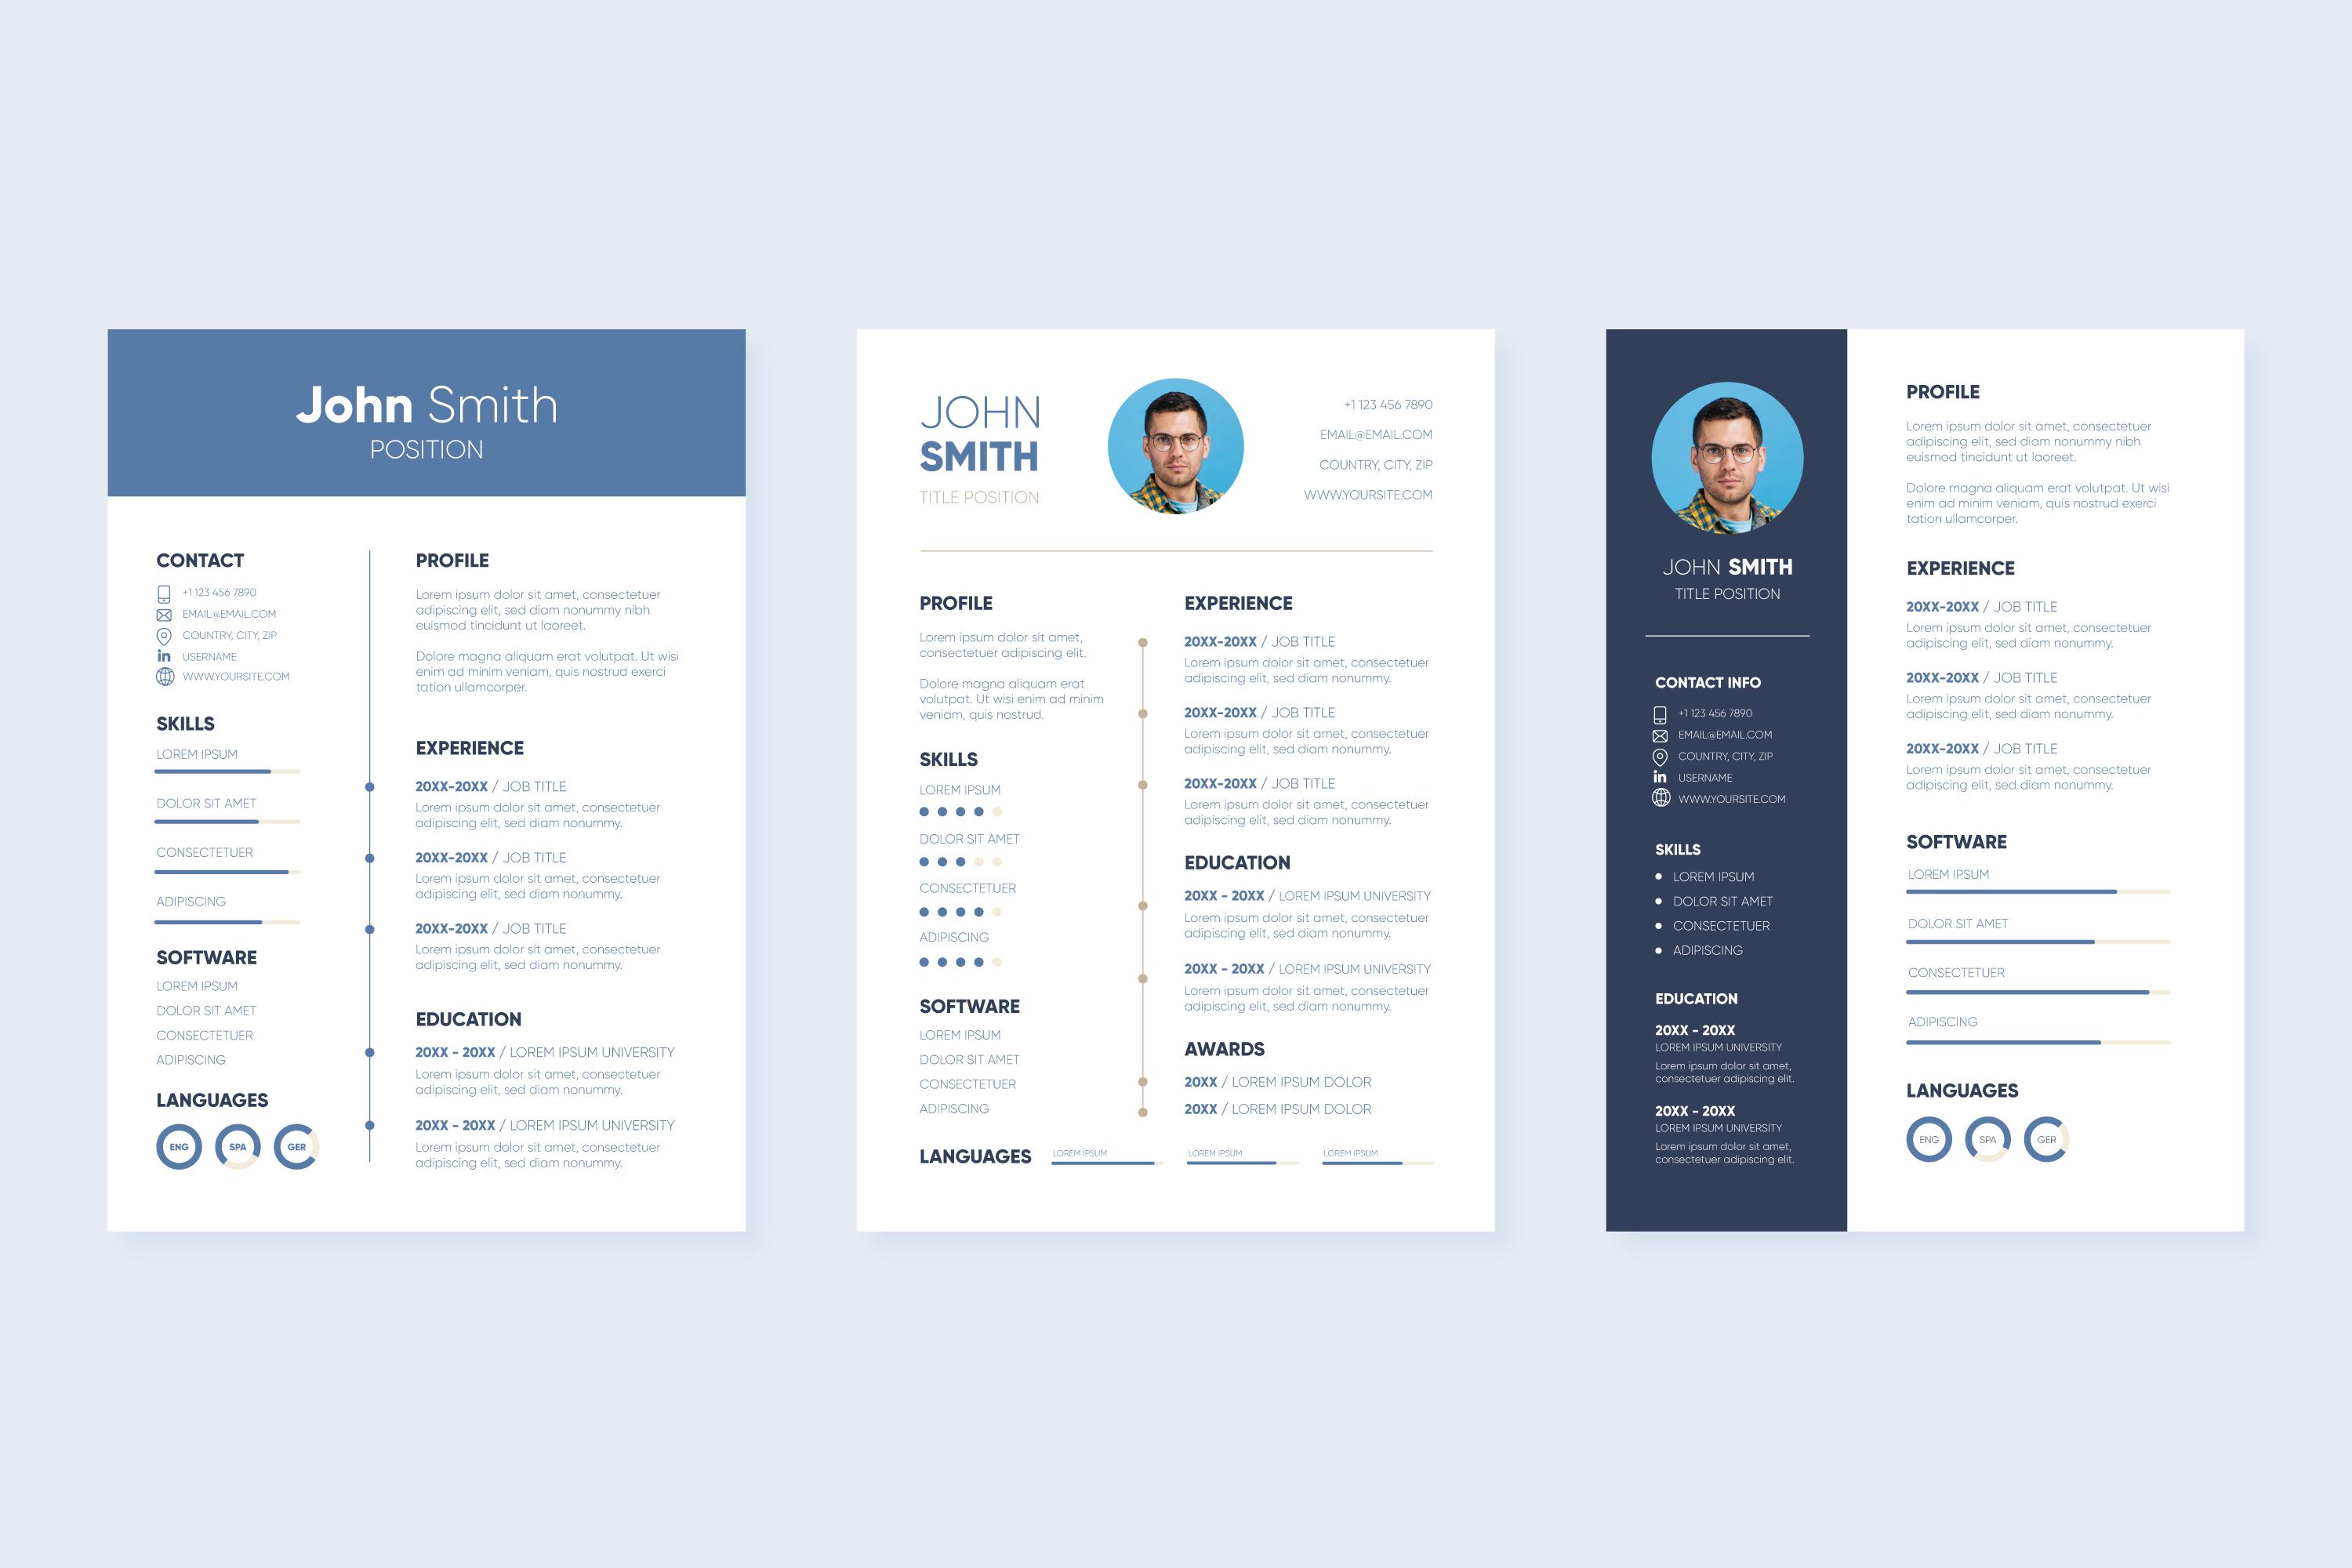 John Smith
POSITION
CONTACT
+1 123 456 7890
EMAIL@EMAIL.COM
COUNTRY, CITY, ZIP
in USERNAME
WWW.YOURSITE.COM
SKILLS
LOREM IPSUM
DOLOR SIT AMET
CONSECTETUER
ADIPISCING
SOFTWARE
LOREM IPSUM
DOLOR SIT AMET
CONSECTETUER
ADIPISCING
LANGUAGES
ENG SPA GER
PROFILE
Lorem ipsum dolor sit amet, consectetuer
adipiscing elit, sed diam nonummy nibh
euismod tincidunt ut laoreet.
Dolore magna aliquam erat volutpat. Ut wisi
enim ad minim veniam, quis nostrud exerci
tation ullamcorper.
EXPERIENCE
20XX-20XX / JOB TITLE
Lorem ipsum dolor sit amet, consectetuer
adipiscing elit, sed diam nonummy.
20XX-20XX / JOB TITLE
Lorem ipsum dolor sit amet, consectetuer
adipiscing elit, sed diam nonummy.
20XX-20XX / JOB TITLE
Lorem ipsum dolor sit amet, consectetuer
adipiscing elit, sed diam nonummy.
EDUCATION
20XX - 20XX / LOREM IPSUM UNIVERSITY
Lorem ipsum dolor sit amet, consectetuer
adipiscing elit, sed diam nonummy.
20XX - 20XX / LOREM IPSUM UNIVERSITY
Lorem ipsum dolor sit amet, consectetuer
adipiscing elit, sed diam nonummy.
JOHN
SMITH
TITLE POSITION
+1 123 456 7890
EMAIL@EMAIL.COM
COUNTRY, CITY, ZIP
WWW.YOURSITE.COM
PROFILE
Lorem ipsum dolor sit amet,
consectetuer adipiscing elit.
Dolore magna aliquam erat
volutpat. Ut wisi enim ad minim
veniam, quis nostrud.
SKILLS
LOREM IPSUM
DOLOR SIT AMET
CONSECTETUER
ADIPISCING
SOFTWARE
LOREM IPSUM
DOLOR SIT AMET
CONSECTETUER
ADIPISCING
EXPERIENCE
20XX-20XX / JOB TITLE
Lorem ipsum dolor sit amet, consectetuer
adipiscing elit, sed diam nonummy.
20XX-20XX / JOB TITLE
Lorem ipsum dolor sit amet, consectetuer
adipiscing elit, sed diam nonummy.
20XX-20XX / JOB TITLE
Lorem ipsum dolor sit amet, consectetuer
adipiscing elit, sed diam nonummy.
EDUCATION
20XX - 20XX / LOREM IPSUM UNIVERSITY
Lorem ipsum dolor sit amet, consectetuer
adipiscing elit, sed diam nonummy.
20XX - 20XX / LOREM IPSUM UNIVERSITY
Lorem ipsum dolor sit amet, consectetuer
adipiscing elit, sed diam nonummy.
AWARDS
20XX / LOREM IPSUM DOLOR
20XX / LOREM IPSUM DOLOR
LANGUAGES LOREM IPSUM LOREM IPSUM LOREM IPSUM
JOHN SMITH
TITLE POSITION
CONTACT INFO
+1 123 456 7890
EMAIL@EMAIL.COM
COUNTRY, CITY, ZIP
in USERNAME
WWW.YOURSITE.COM
SKILLS
• LOREM IPSUM
• DOLOR SIT AMET
• CONSECTETUER
• ADIPISCING
EDUCATION
20XX - 20XX
LOREM IPSUM UNIVERSITY
Lorem ipsum dolor sit amet,
consectetuer adipiscing elit.
20XX - 20XX
LOREM IPSUM UNIVERSITY
Lorem ipsum dolor sit amet,
consectetuer adipiscing elit.
PROFILE
Lorem ipsum dolor sit amet, consectetuer
adipiscing elit, sed diam nonummy nibh
euismod tincidunt ut laoreet.
Dolore magna aliquam erat volutpat. Ut wisi
enim ad minim veniam, quis nostrud exerci
tation ullamcorper.
EXPERIENCE
20XX-20XX / JOB TITLE
Lorem ipsum dolor sit amet, consectetuer
adipiscing elit, sed diam nonummy.
20XX-20XX / JOB TITLE
Lorem ipsum dolor sit amet, consectetuer
adipiscing elit, sed diam nonummy.
20XX-20XX / JOB TITLE
Lorem ipsum dolor sit amet, consectetuer
adipiscing elit, sed diam nonummy.
SOFTWARE
LOREM IPSUM
DOLOR SIT AMET
CONSECTETUER
ADIPISCING
LANGUAGES
ENG SPA GER